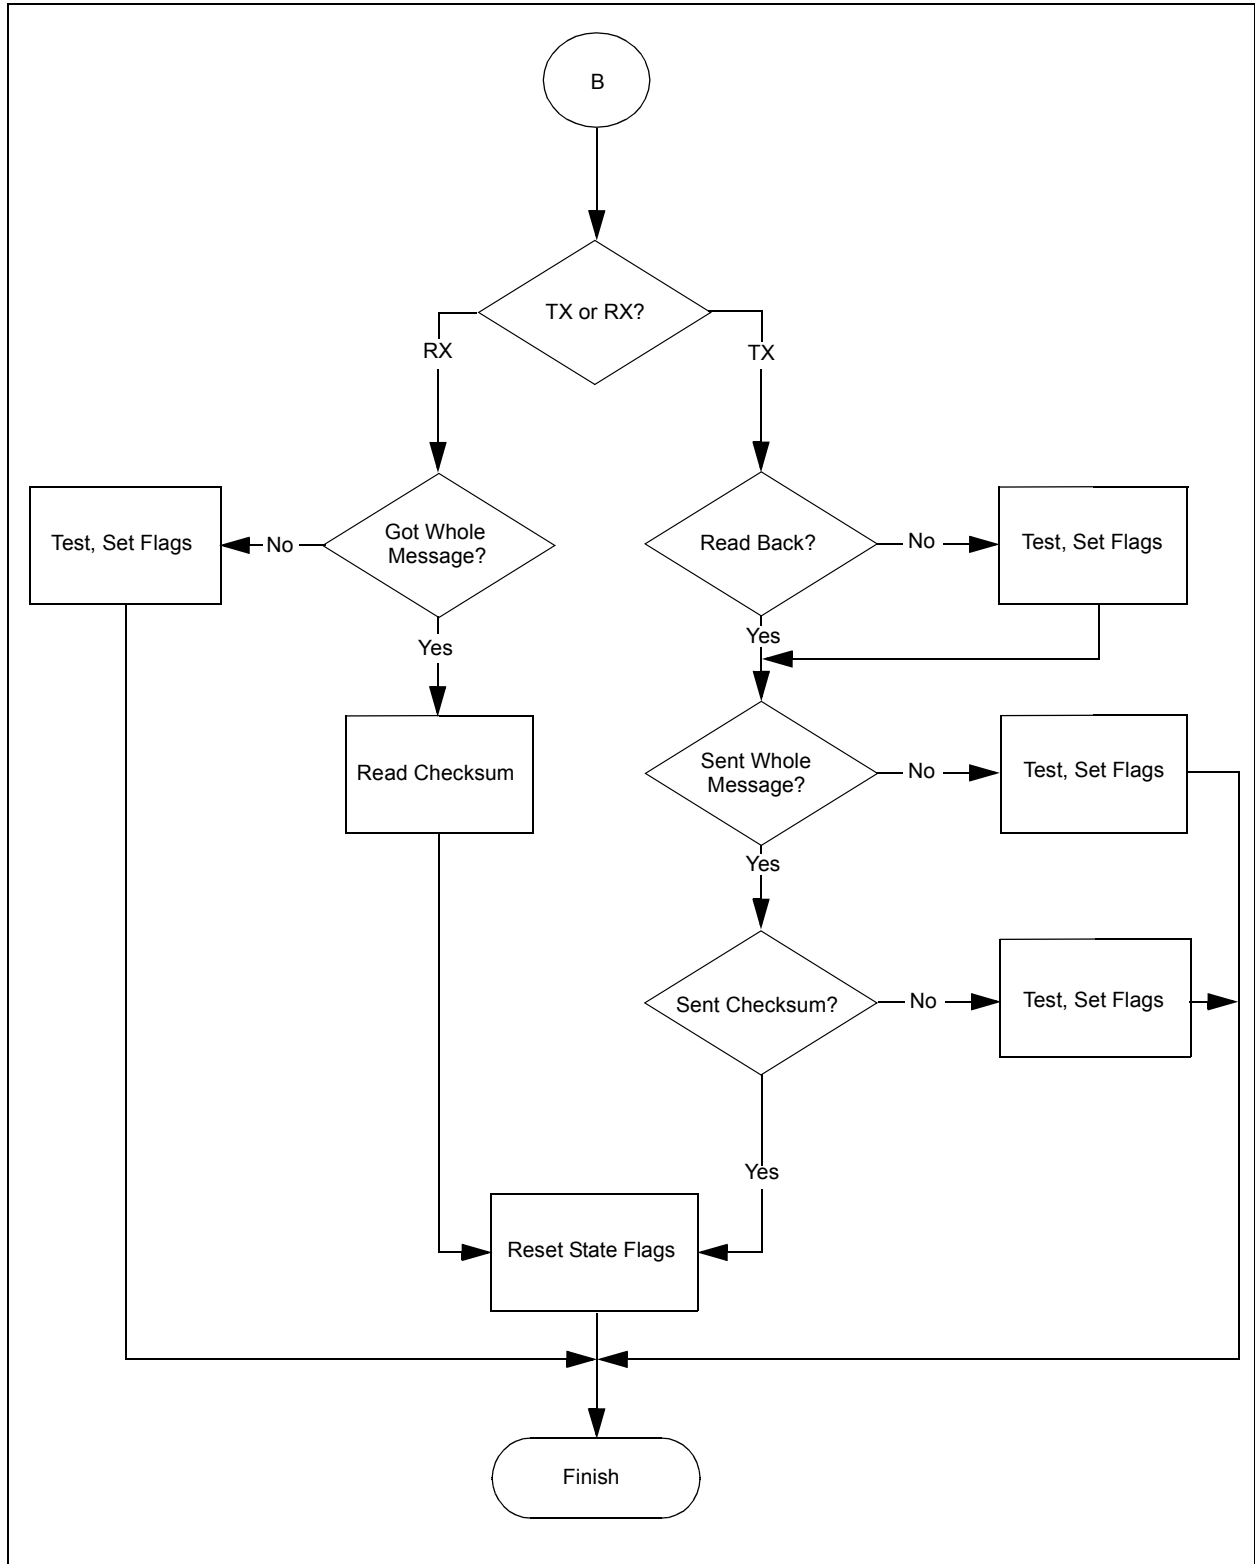 B
TX or RX?
RX
TX
Test, Set Flags
No
Got Whole
Message?
Read Back?
No
Test, Set Flags
Yes
Yes
Read Checksum
Sent Whole
Message?
No
Test, Set Flags
Yes
Sent Checksum?
No
Test, Set Flags
Yes
Reset State Flags
Finish